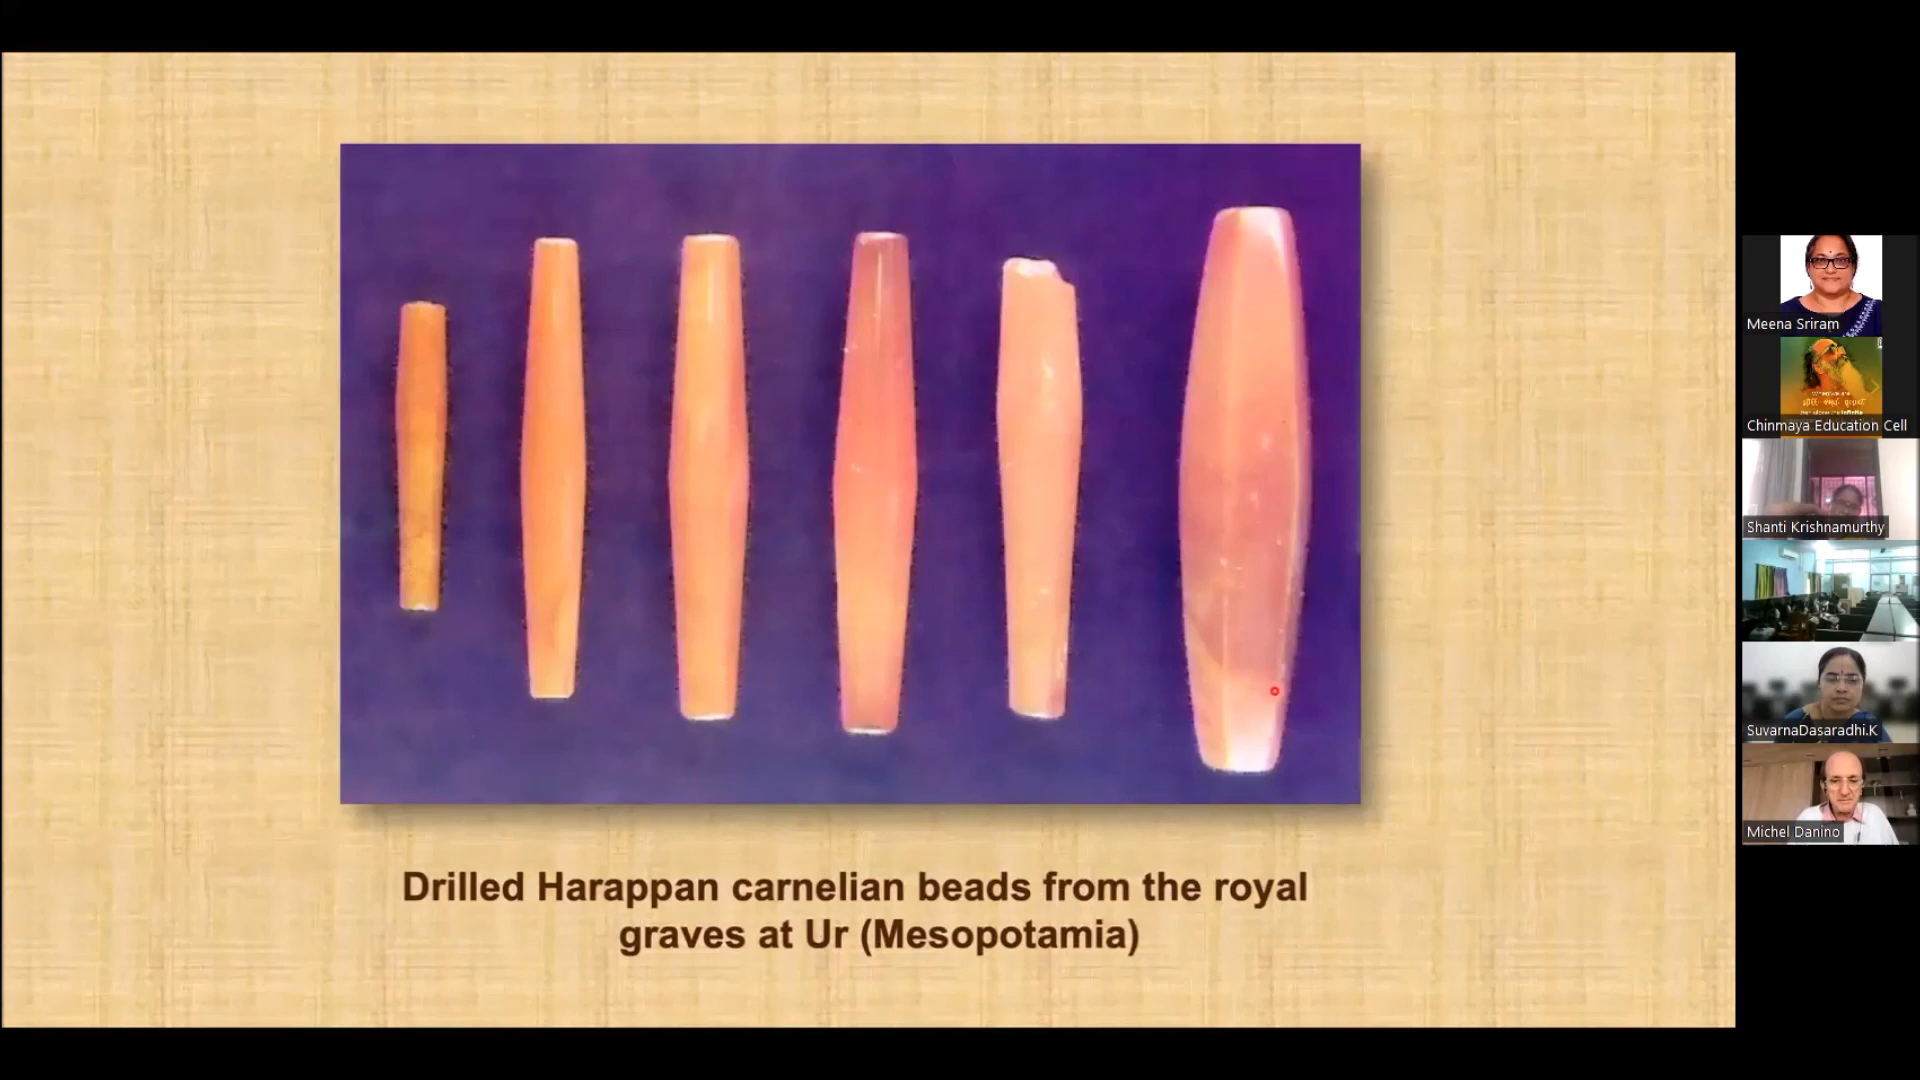 Drilled Harappan carnelian beads from the royal
graves at Ur (Mesopotamia)
Meena Sriram
Chinmaya Education Cell
Shanti Krishnamurthy
SuvarnaDasaradhi.K
Michel Danino